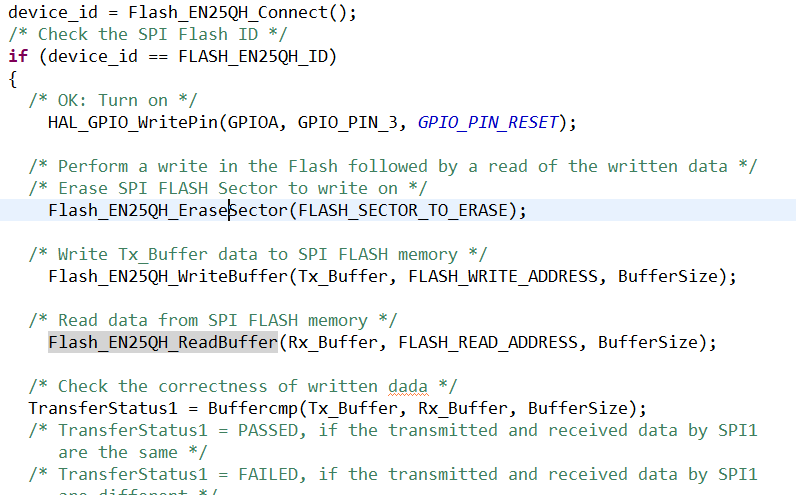 device_id = Flash_EN25QH_Connect();
/* Check the SPI Flash ID */
if (device_id == FLASH_EN25QH_ID)
{
/* OK: Turn on */
HAL_GPIO_WritePin(GPIOA, GPIO_PIN_3, GPIO_PIN_RESET);
/* Perform a write in the Flash followed by a read of the written data */
/* Erase SPI FLASH Sector to write on */
Flash_EN25QH_EraseSector(FLASH_SECTOR_TO_ERASE);
/* Write Tx_Buffer data to SPI FLASH memory */
Flash_EN25QH_WriteBuffer(Tx_Buffer, FLASH_WRITE_ADDRESS, BufferSize);
/* Read data from SPI FLASH memory */
Flash_EN25QH_ReadBuffer(Rx_Buffer, FLASH_READ_ADDRESS, BufferSize);
/* Check the correctness of written dada */
TransferStatus1 = Buffercmp(Tx_Buffer, Rx_Buffer, BufferSize);
/* TransferStatus1 = PASSED, if the transmitted and received data by SPI1
are the same */
/* TransferStatus1 = FAILED, if the transmitted and received data by SPI1
are different */